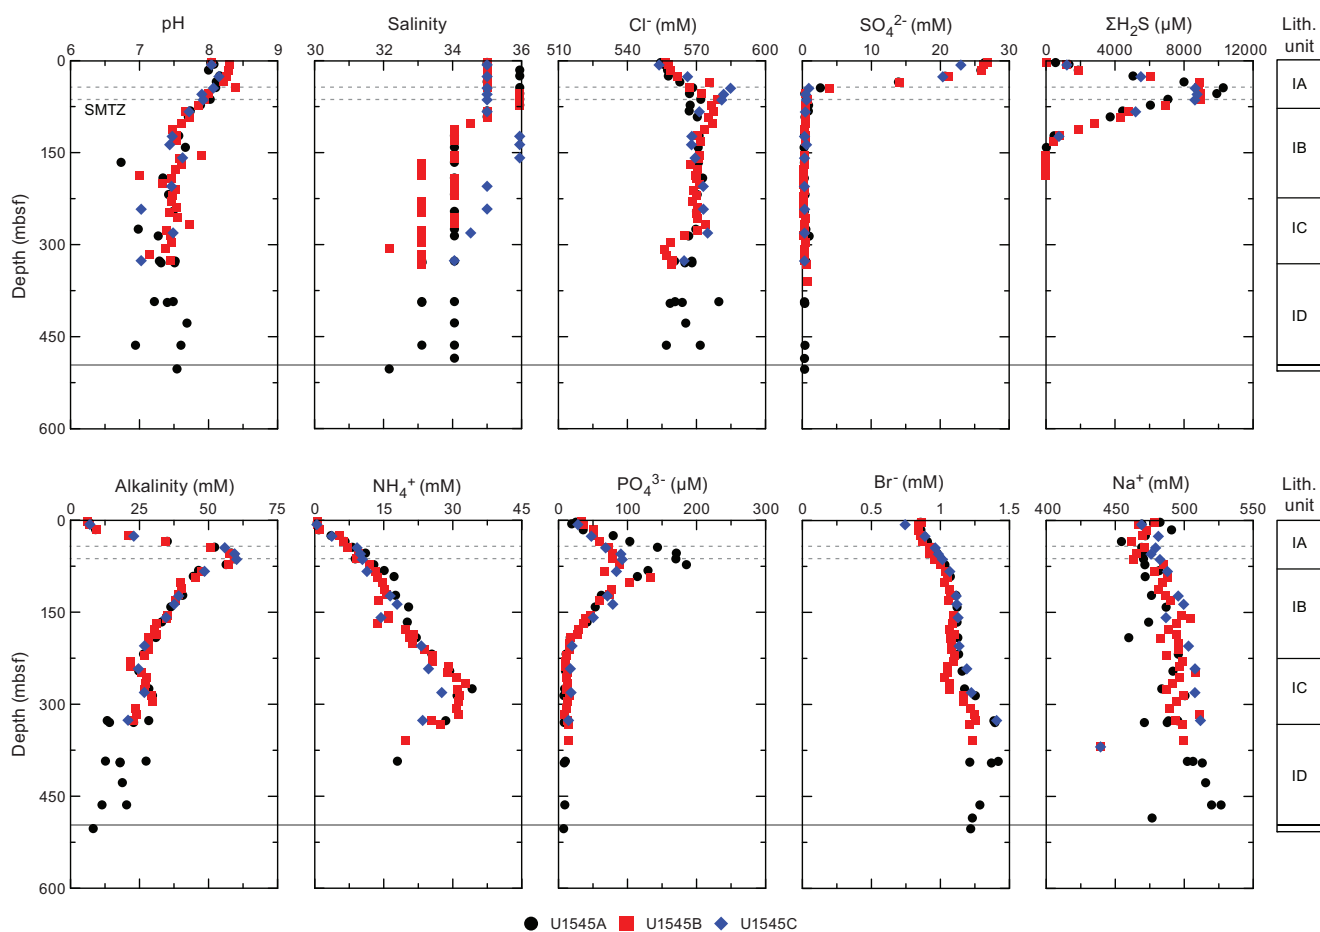 pH Salinity Cl⁻ (mM) SO₄²⁻ (mM) ΣH₂S (µM) Lith. unit
6 7 8 9 30 32 34 36 510 540 570 600 0 10 20 30 0 4000 8000 12000
0
SMTZ
150
300
450
600
Depth (mbsf)
IA
IB
IC
ID
Alkalinity (mM) NH₄⁺ (mM) PO₄³⁻ (µM) Br⁻ (mM) Na⁺ (mM) Lith. unit
0 25 50 75 0 15 30 45 0 100 200 300 0 0.5 1 1.5 400 450 500 550
0
150
300
450
600
Depth (mbsf)
IA
IB
IC
ID
U1545A U1545B U1545C